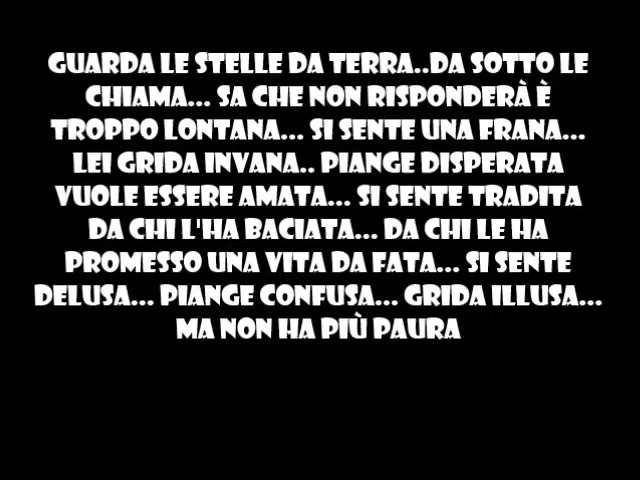 GUARDA LE STELLE DA TERRA..DA SOTTO LE
CHIAMA... SA CHE NON RISPONDERÀ È
TROPPO LONTANA... SI SENTE UNA FRANA...
LEI GRIDA INVANA.. PIANGE DISPERATA
VUOLE ESSERE AMATA... SI SENTE TRADITA
DA CHI L'HA BACIATA... DA CHI LE HA
PROMESSO UNA VITA DA FATA... SI SENTE
DELUSA... PIANGE CONFUSA... GRIDA ILLUSA...
MA NON HA PIÙ PAURA